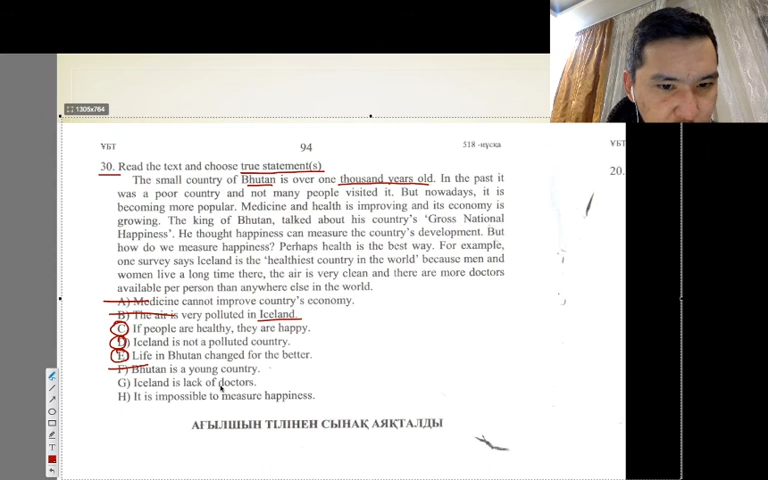 1305x764
ҰБТ 94 518 -нұсқа ҰБТ
30. Read the text and choose true statement(s) 20.
The small country of Bhutan is over one thousand years old. In the past it
was a poor country and not many people visited it. But nowadays, it is
becoming more popular. Medicine and health is improving and its economy is
growing. The king of Bhutan, talked about his country's 'Gross National
Happiness'. He thought happiness can measure the country's development. But
how do we measure happiness? Perhaps health is the best way. For example,
one survey says Iceland is the 'healthiest country in the world' because men and
women live a long time there, the air is very clean and there are more doctors
available per person than anywhere else in the world.
A) Medicine cannot improve country's economy.
B) The air is very polluted in Iceland.
C) If people are healthy, they are happy.
D) Iceland is not a polluted country.
E) Life in Bhutan changed for the better.
F) Bhutan is a young country.
G) Iceland is lack of doctors.
H) It is impossible to measure happiness.
АҒЫЛШЫН ТІЛІНЕН СЫНАҚ АЯҚТАЛДЫ
T